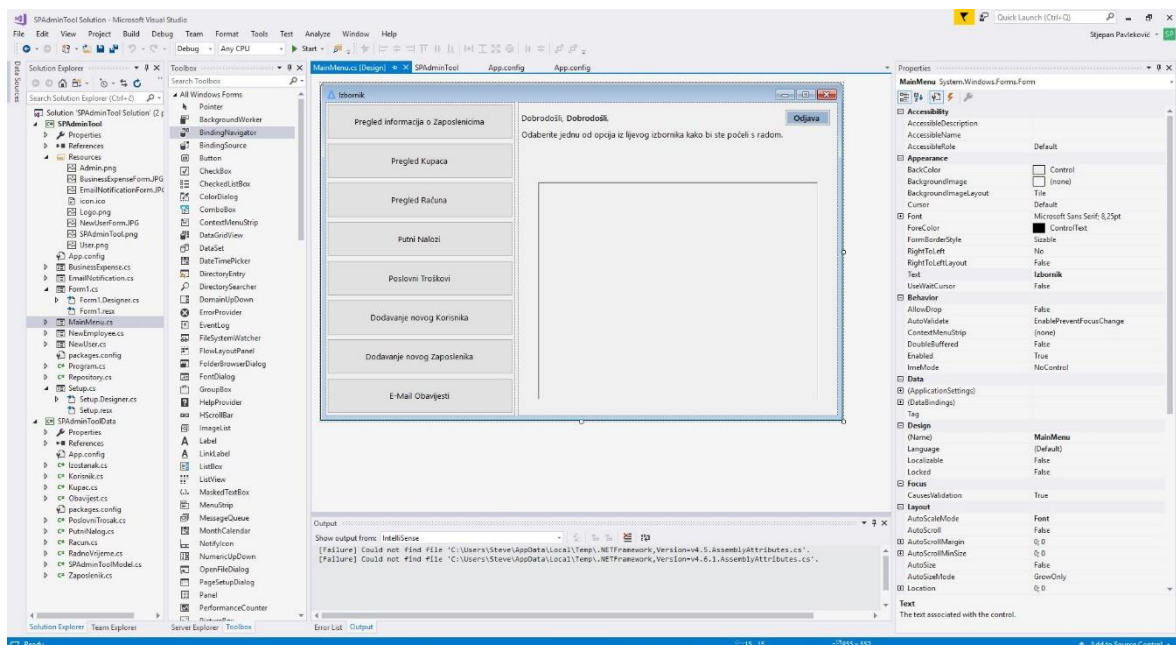 SPAdminTool Solution - Microsoft Visual Studio
Quick Launch (Ctrl+Q)
File Edit View Project Build Debug Team Format Tools Test Analyze Window Help
Stjepan Pavleković
SP
Debug Any CPU Start
Data Sources
Solution Explorer
Search Solution Explorer (Ctrl+č)
Solution 'SPAdminTool Solution' (2 p
SPAdminTool
Properties
References
Resources
Admin.png
BusinessExpenseForm.JPG
EmailNotificationForm.JPG
icon.ico
Logo.png
NewUserForm.JPG
SPAdminTool.png
User.png
App.config
BusinessExpense.cs
EmailNotification.cs
Form1.cs
Form1.Designer.cs
Form1.resx
MainMenu.cs
NewEmployee.cs
NewUser.cs
packages.config
Program.cs
Repository.cs
Setup.cs
Setup.Designer.cs
Setup.resx
SPAdminToolData
Properties
References
App.config
Izostanak.cs
Korisnik.cs
Kupac.cs
Obavijest.cs
packages.config
PoslovniTrosak.cs
PutniNalog.cs
Racun.cs
RadnoVrijeme.cs
SPAdminToolModel.cs
Zaposlenik.cs
Solution Explorer Team Explorer
Toolbox
Search Toolbox
All Windows Forms
Pointer
BackgroundWorker
BindingNavigator
BindingSource
Button
CheckBox
CheckedListBox
ColorDialog
ComboBox
ContextMenuStrip
DataGridView
DataSet
DateTimePicker
DirectoryEntry
DirectorySearcher
DomainUpDown
ErrorProvider
EventLog
FileSystemWatcher
FlowLayoutPanel
FolderBrowserDialog
FontDialog
GroupBox
HelpProvider
HScrollBar
ImageList
Label
LinkLabel
ListBox
ListView
MaskedTextBox
MenuStrip
MessageQueue
MonthCalendar
NotifyIcon
NumericUpDown
OpenFileDialog
PageSetupDialog
Panel
PerformanceCounter
Server Explorer Toolbox
MainMenu.cs [Design] SPAdminTool App.config App.config
Izbornik
Pregled informacija o Zaposlenicima
Pregled Kupaca
Pregled Računa
Putni Nalozi
Poslovni Troškovi
Dodavanje novog Korisnika
Dodavanje novog Zaposlenika
E-Mail Obavijesti
Dobrodošli, Dobrodošli.
Odjava
Odaberite jednu od opcija iz lijevog izbornika kako bi ste počeli s radom.
Output
Show output from: IntelliSense
[Failure] Could not find file 'C:\Users\Steve\AppData\Local\Temp\.NETFramework,Version=v4.5.AssemblyAttributes.cs'.
[Failure] Could not find file 'C:\Users\Steve\AppData\Local\Temp\.NETFramework,Version=v4.6.1.AssemblyAttributes.cs'.
Error List Output
Properties
MainMenu System.Windows.Forms.Form
Accessibility
AccessibleDescription
AccessibleName
AccessibleRole Default
Appearance
BackColor Control
BackgroundImage (none)
BackgroundImageLayout Tile
Cursor Default
Font Microsoft Sans Serif; 8,25pt
ForeColor ControlText
FormBorderStyle Sizable
RightToLeft No
RightToLeftLayout False
Text Izbornik
UseWaitCursor False
Behavior
AllowDrop False
AutoValidate EnablePreventFocusChange
ContextMenuStrip (none)
DoubleBuffered False
Enabled True
ImeMode NoControl
Data
(ApplicationSettings)
(DataBindings)
Tag
Design
(Name) MainMenu
Language (Default)
Localizable False
Locked False
Focus
CausesValidation True
Layout
AutoScaleMode Font
AutoScroll False
AutoScrollMargin 0; 0
AutoScrollMinSize 0; 0
AutoSize False
AutoSizeMode GrowOnly
Location 0; 0
Text
The text associated with the control.
Ready 15, 15 855 x 552 Add to Source Control